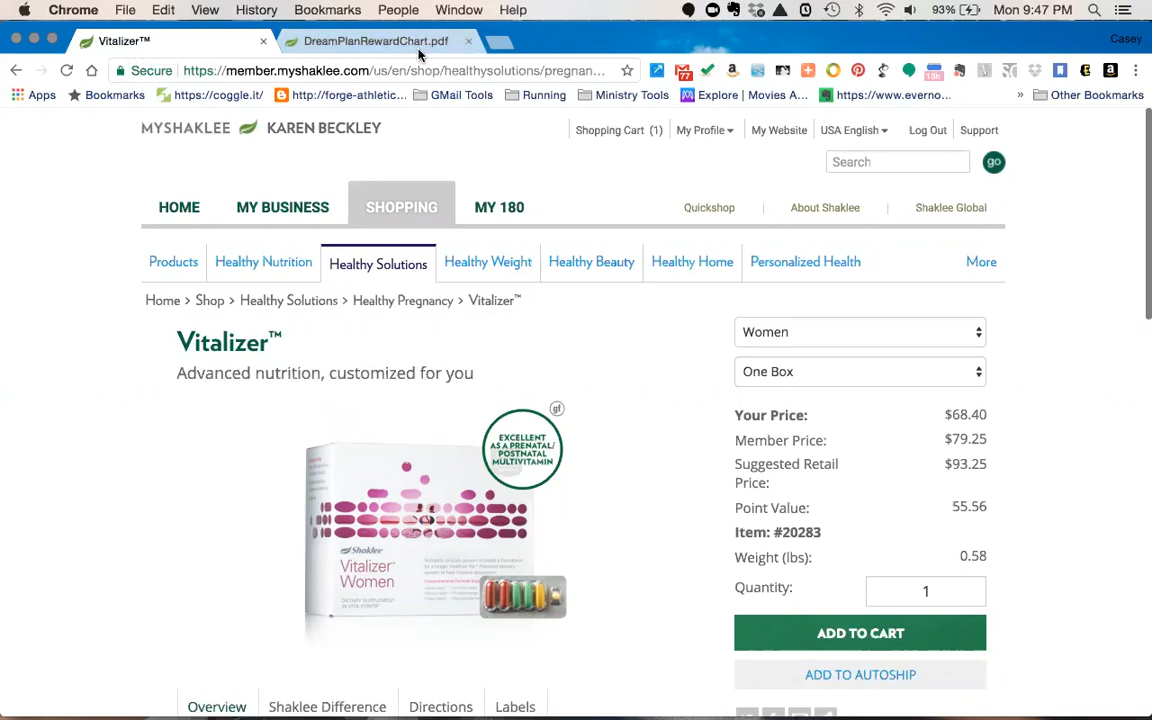 Chrome File Edit View History Bookmarks People Window Help 93% Mon 9:47 PM
Vitalizer™ DreamPlanRewardChart.pdf Casey
Secure https://member.myshaklee.com/us/en/shop/healthysolutions/pregnan... 77 13h
Apps Bookmarks https://coggle.it/ http://forge-athletic... GMail Tools Running Ministry Tools Explore | Movies A... https://www.everno... » Other Bookmarks
MYSHAKLEE KAREN BECKLEY
Shopping Cart (1) My Profile My Website USA English Log Out Support
Search go
HOME MY BUSINESS SHOPPING MY 180 Quickshop About Shaklee Shaklee Global
Products Healthy Nutrition Healthy Solutions Healthy Weight Healthy Beauty Healthy Home Personalized Health More
Home > Shop > Healthy Solutions > Healthy Pregnancy > Vitalizer™
Vitalizer™
Advanced nutrition, customized for you
gf
EXCELLENT
AS A PRENATAL/
POSTNATAL
MULTIVITAMIN
Shaklee
Vitalizer™
Women
DIETARY SUPPLEMENT
Women
One Box
Your Price: $68.40
Member Price: $79.25
Suggested Retail $93.25
Price:
Point Value: 55.56
Item: #20283
Weight (lbs): 0.58
Quantity: 1
ADD TO CART
ADD TO AUTOSHIP
Overview Shaklee Difference Directions Labels